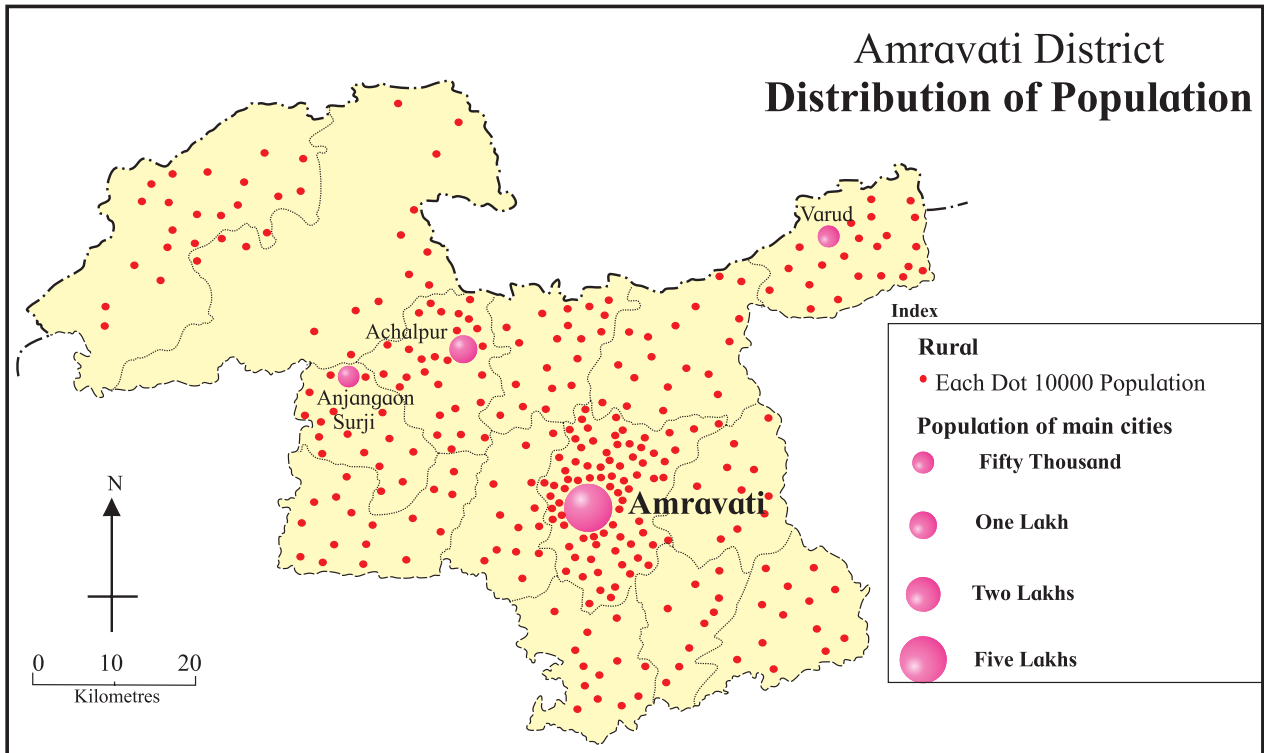 Amravati District
Distribution of Population
Varud
Achalpur
Anjangaon
Surji
Amravati
N
0 10 20
Kilometres
Index
Rural
Each Dot 10000 Population
Population of main cities
Fifty Thousand
One Lakh
Two Lakhs
Five Lakhs